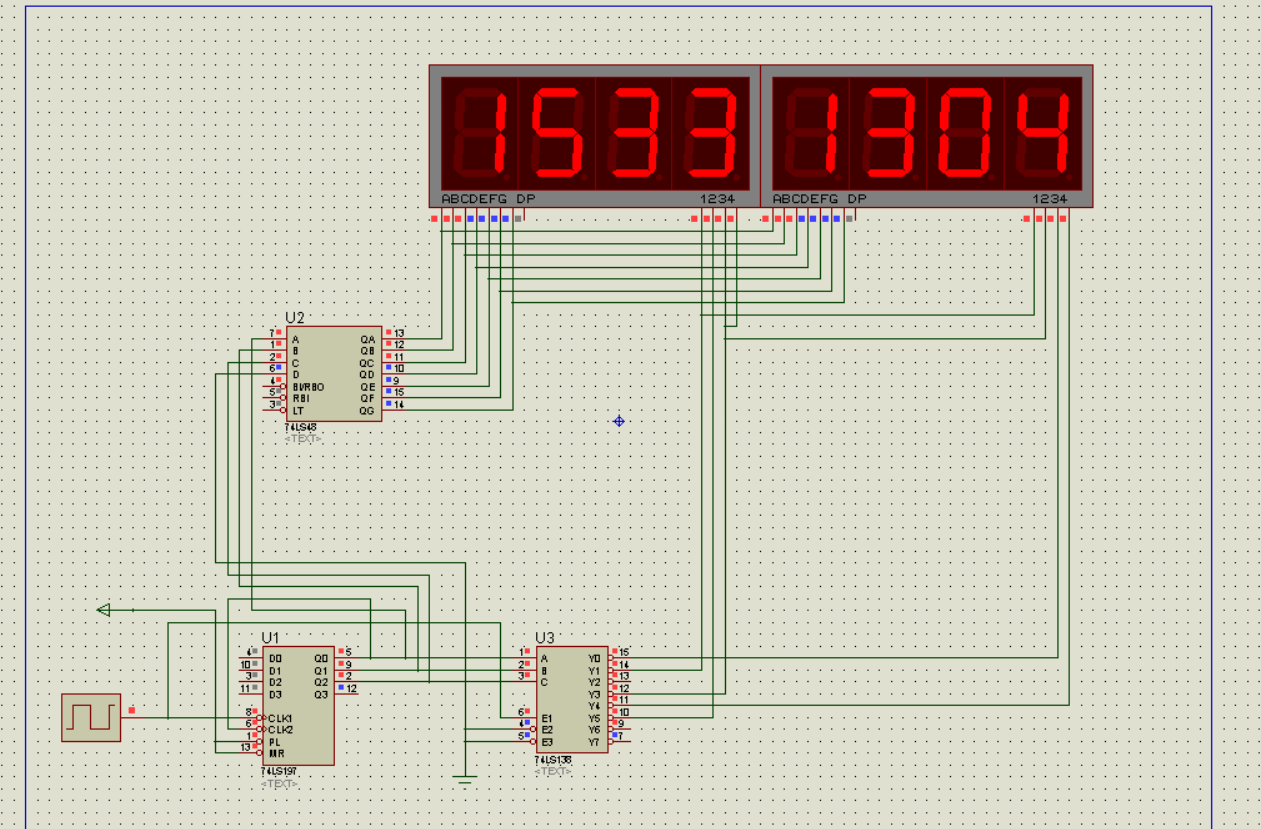 1533 1304
ABCDEFG DP 1234 ABCDEFG DP 1234
U2
7 A QA 13
1 B QB 12
2 C QC 11
6 D QD 10
4 BI/RBO QE 9
5 RBI QF 15
3 LT QG 14
74LS48
<TEXT>
U1
4 D0 Q0 5
10 D1 Q1 9
3 D2 Q2 2
11 D3 Q3 12
8 CLK1
6 CLK2
1 PL
13 MR
74LS197
<TEXT>
U3
1 A Y0 15
2 B Y1 14
3 C Y2 13
Y3 12
Y4 11
6 E1 Y5 10
4 E2 Y6 9
5 E3 Y7 7
74LS138
<TEXT>